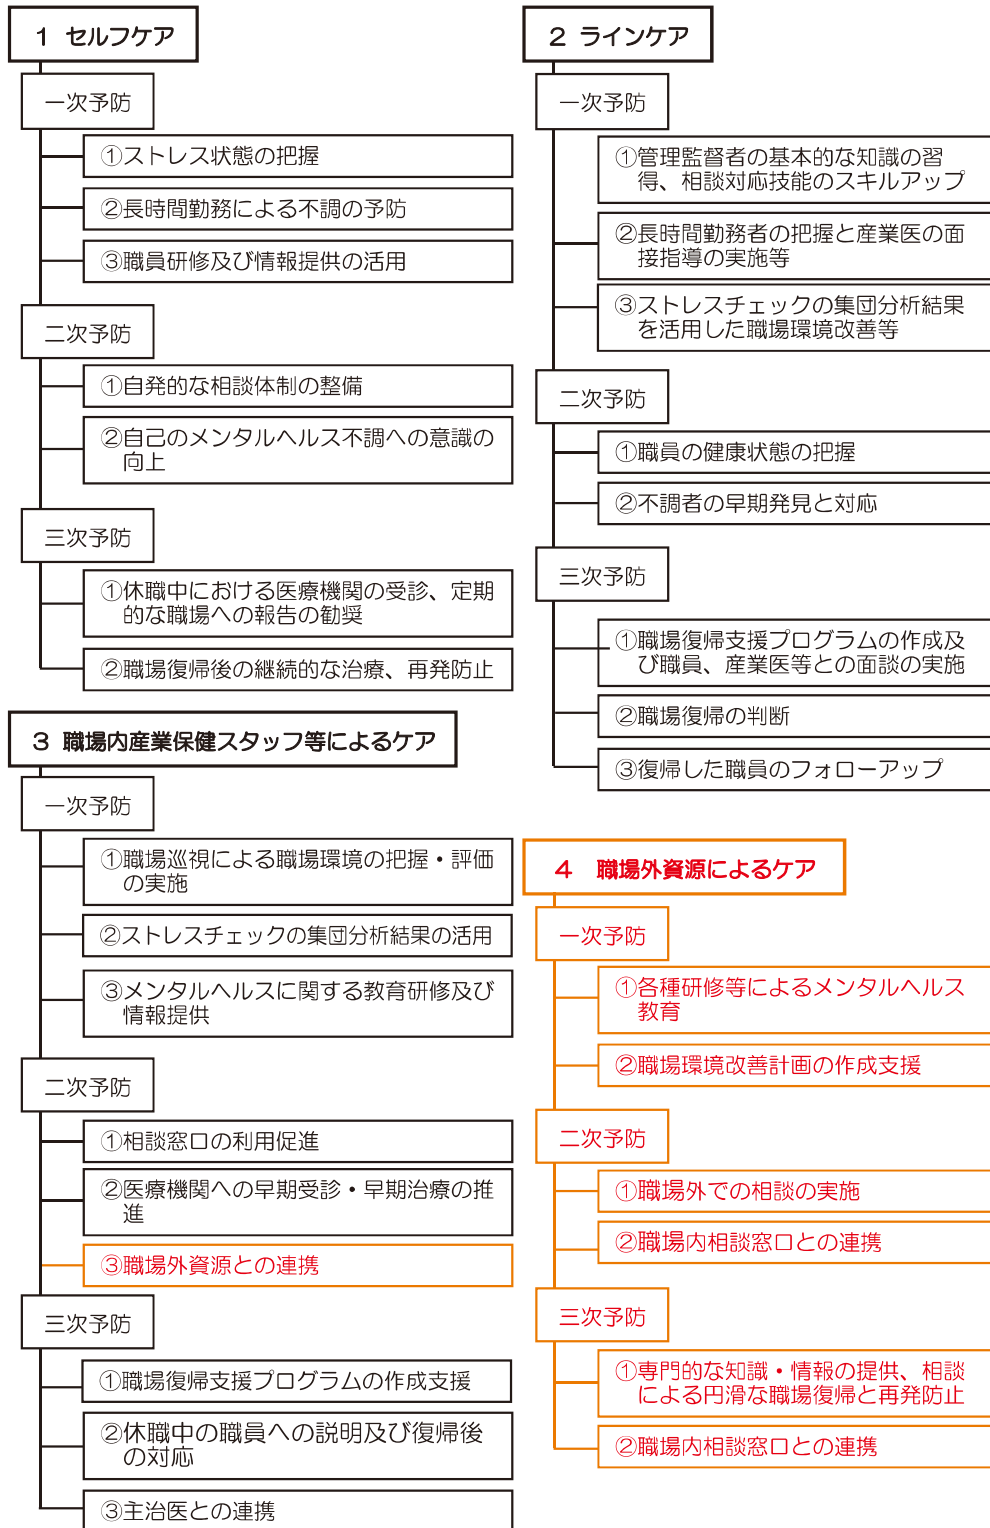 1 セルフケア
一次予防
①ストレス状態の把握
②長時間勤務による不調の予防
③職員研修及び情報提供の活用
二次予防
①自発的な相談体制の整備
②自己のメンタルヘルス不調への意識の
向上
三次予防
①休職中における医療機関の受診、定期
的な職場への報告の勧奨
②職場復帰後の継続的な治療、再発防止
2 ラインケア
一次予防
①管理監督者の基本的な知識の習
得、相談対応技能のスキルアップ
②長時間勤務者の把握と産業医の面
接指導の実施等
③ストレスチェックの集団分析結果
を活用した職場環境改善等
二次予防
①職員の健康状態の把握
②不調者の早期発見と対応
三次予防
①職場復帰支援プログラムの作成及
び職員、産業医等との面談の実施
②職場復帰の判断
③復帰した職員のフォローアップ
3 職場内産業保健スタッフ等によるケア
一次予防
①職場巡視による職場環境の把握・評価
の実施
②ストレスチェックの集団分析結果の活用
③メンタルヘルスに関する教育研修及び
情報提供
二次予防
①相談窓口の利用促進
②医療機関への早期受診・早期治療の推
進
③職場外資源との連携
三次予防
①職場復帰支援プログラムの作成支援
②休職中の職員への説明及び復帰後
の対応
③主治医との連携
4 職場外資源によるケア
一次予防
①各種研修等によるメンタルヘルス
教育
②職場環境改善計画の作成支援
二次予防
①職場外での相談の実施
②職場内相談窓口との連携
三次予防
①専門的な知識・情報の提供、相談
による円滑な職場復帰と再発防止
②職場内相談窓口との連携